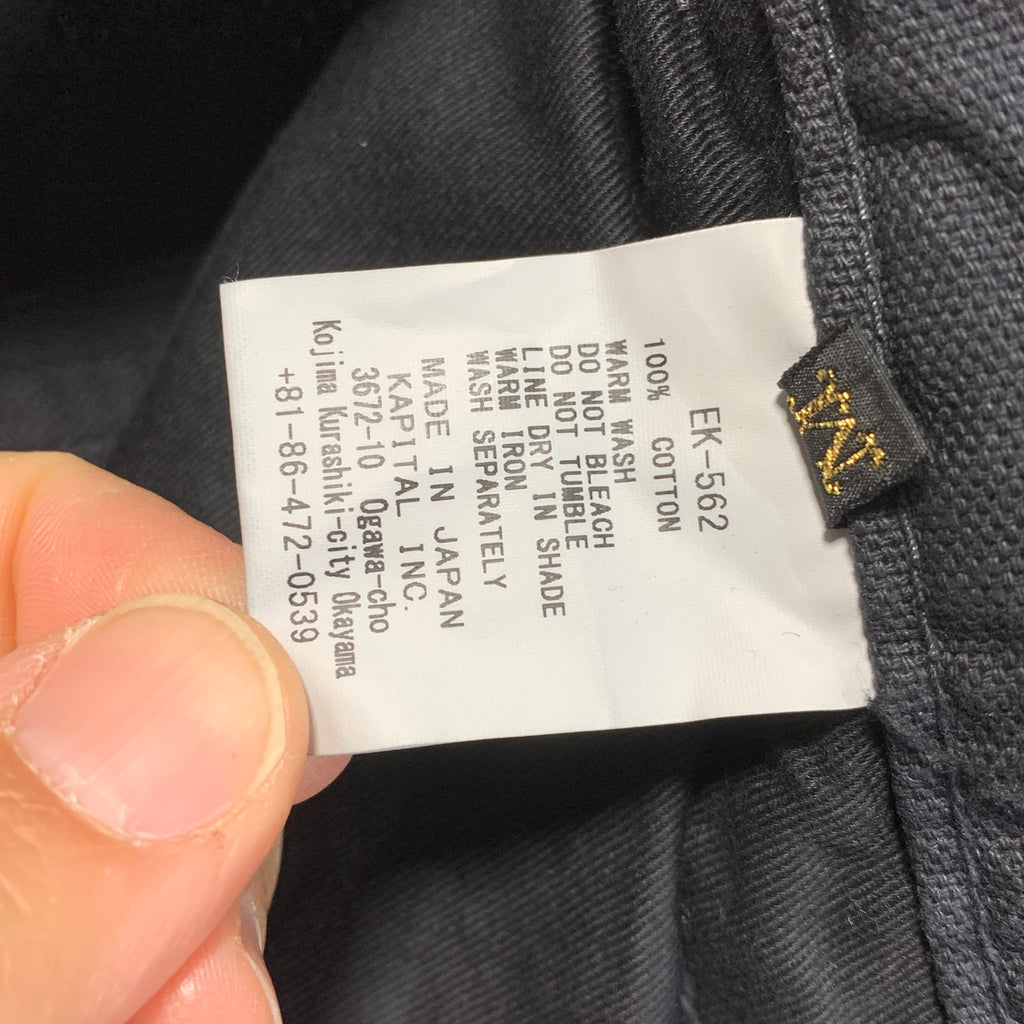 EK-562
100% COTTON
WARM WASH
DO NOT BLEACH
DO NOT TUMBLE
LINE DRY IN SHADE
WARM IRON
WASH SEPARATELY
MADE IN JAPAN
KAPITAL INC.
3672-10 Ogawa-cho
Kojima Kurashiki-city Okayama
+81-86-472-0539